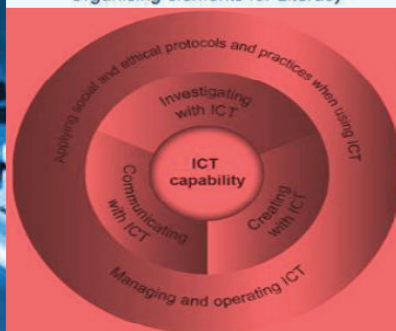 Organising elements for Literacy
Applying social and ethical protocols and practices when using ICT
Investigating
with ICT
ICT
capability
Communicating
with ICT
Creating
with ICT
Managing and operating ICT